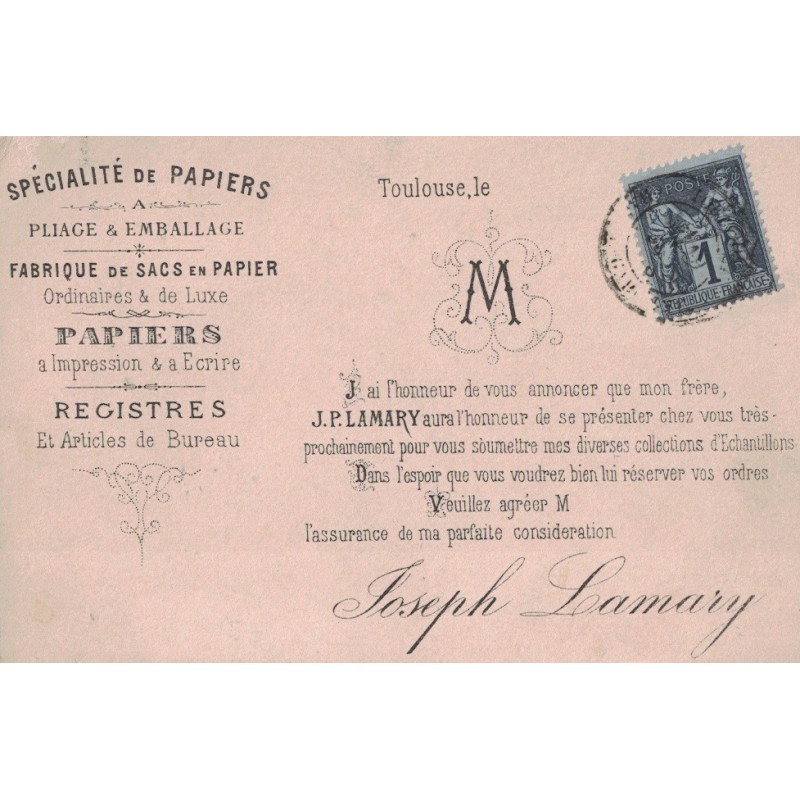 SPÉCIALITÉ DE PAPIERS
A
PLIAGE & EMBALLAGE
FABRIQUE DE SACS EN PAPIER
Ordinaires & de Luxe
PAPIERS
a Impression & a Ecrire
REGISTRES
Et Articles de Bureau
Toulouse, le
M
POSTE
1
REPUBLIQUE FRANÇAISE
J'ai l'honneur de vous annoncer que mon frère,
J.P. LAMARY aura l'honneur de se présenter chez vous très-
prochainement pour vous soumettre mes diverses collections d'Echantillons
Dans l'espoir que vous voudrez bien lui réserver vos ordres
Veuillez agréer M
l'assurance de ma parfaite consideration
Joseph Lamary